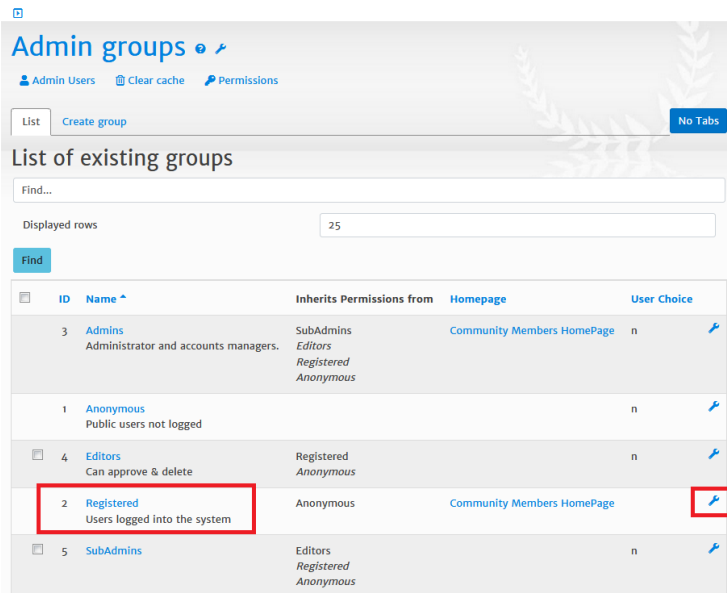 Admin groups
Admin Users Clear cache Permissions
List Create group No Tabs
List of existing groups
Find...
Displayed rows 25
Find
ID Name Inherits Permissions from Homepage User Choice
3 Admins SubAdmins Community Members HomePage n
Administrator and accounts managers. Editors
Registered
Anonymous
1 Anonymous n
Public users not logged
4 Editors Registered n
Can approve & delete Anonymous
2 Registered Anonymous Community Members HomePage
Users logged into the system
5 SubAdmins Editors n
Registered
Anonymous